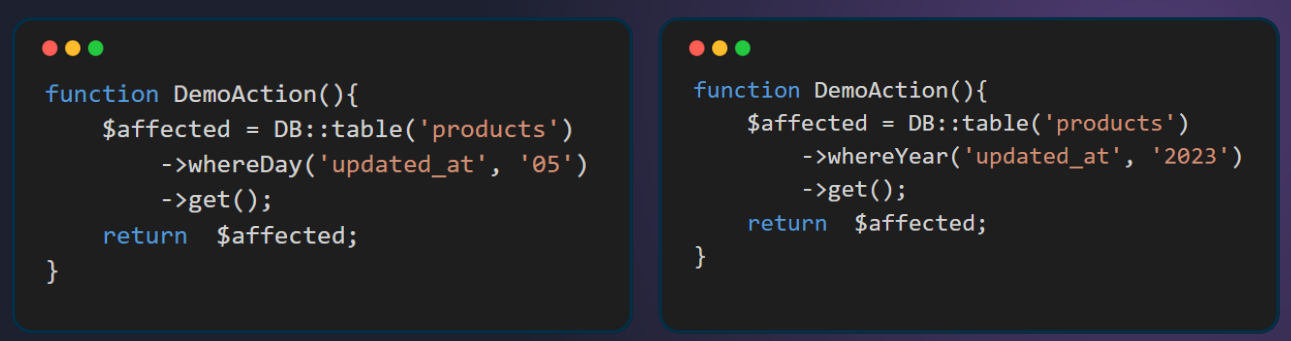 function DemoAction(){
    $affected = DB::table('products')
        ->whereDay('updated_at', '05')
        ->get();
    return  $affected;
}
function DemoAction(){
    $affected = DB::table('products')
        ->whereYear('updated_at', '2023')
        ->get();
    return  $affected;
}